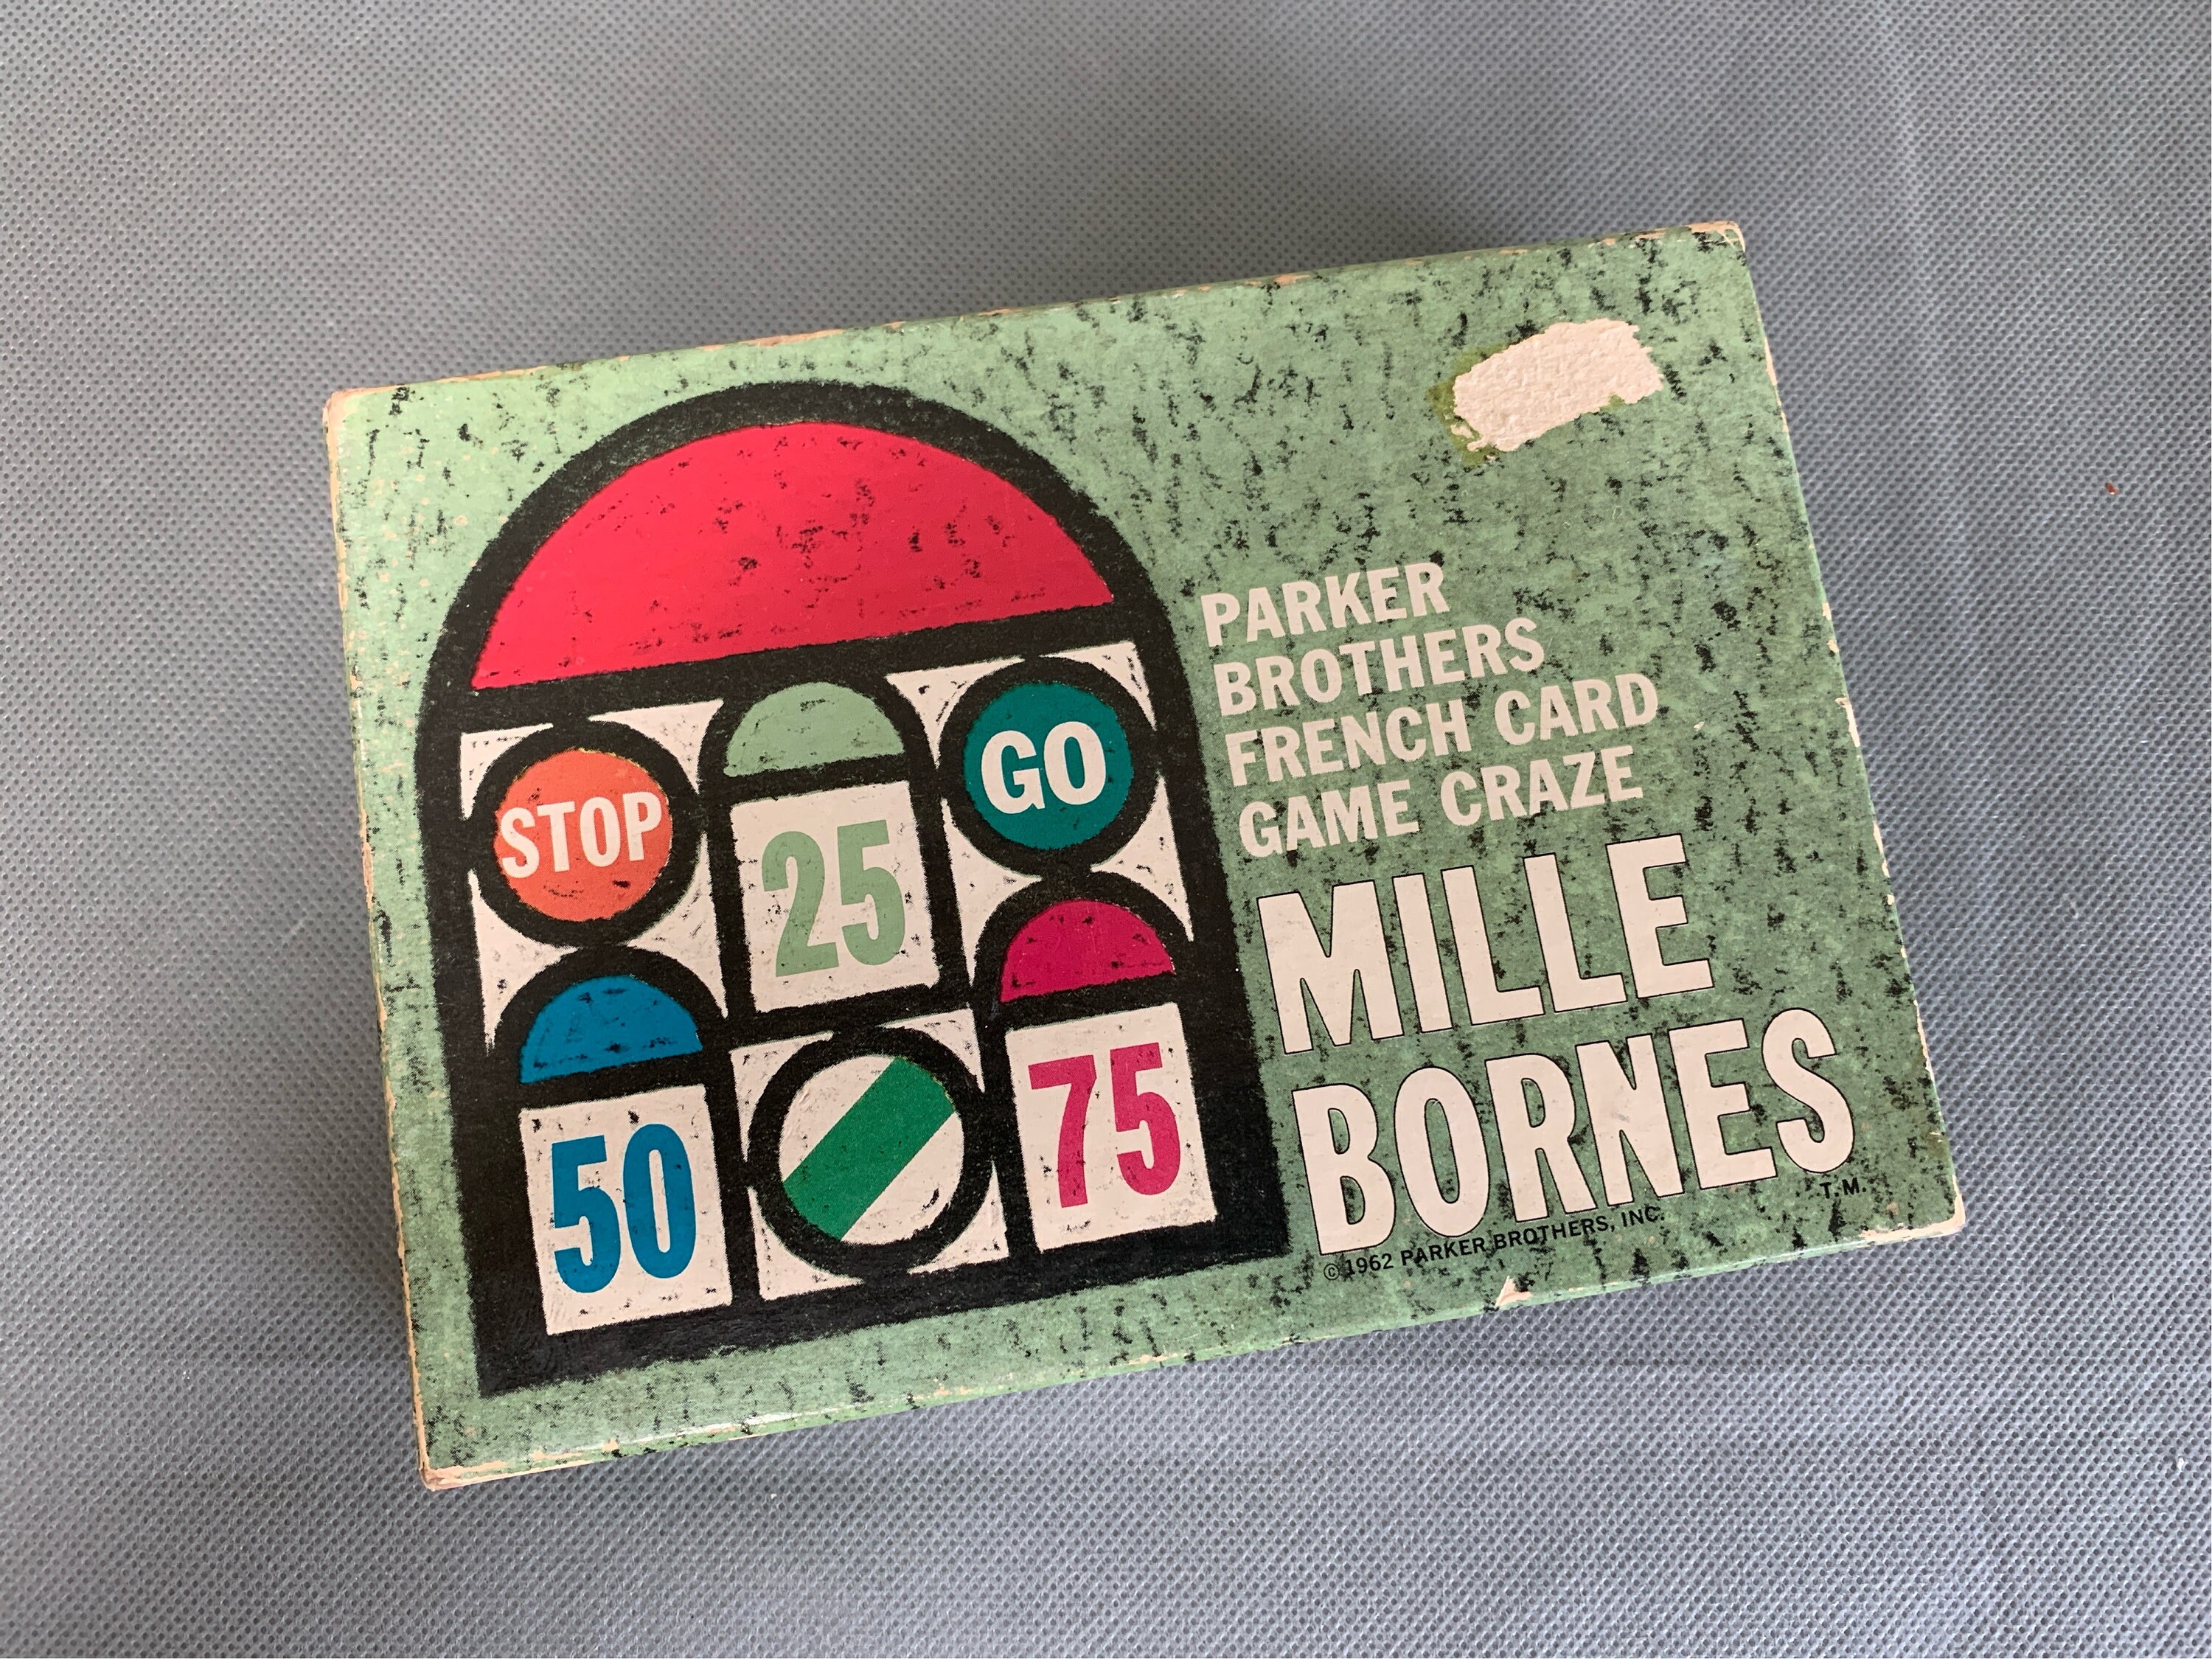 STOP
25
GO
50
75
PARKER
BROTHERS
FRENCH CARD
GAME CRAZE
MILLE
BORNES
T.M.
©1962 PARKER BROTHERS, INC.